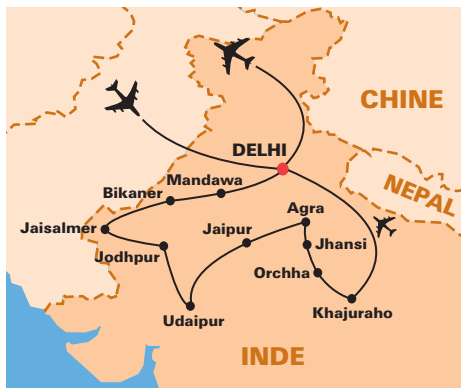 CHINE
DELHI
NEPAL
Mandawa
Bikaner
Agra
Jaisalmer
Jaipur
Jhansi
Jodhpur
Orchha
Khajuraho
Udaipur
INDE